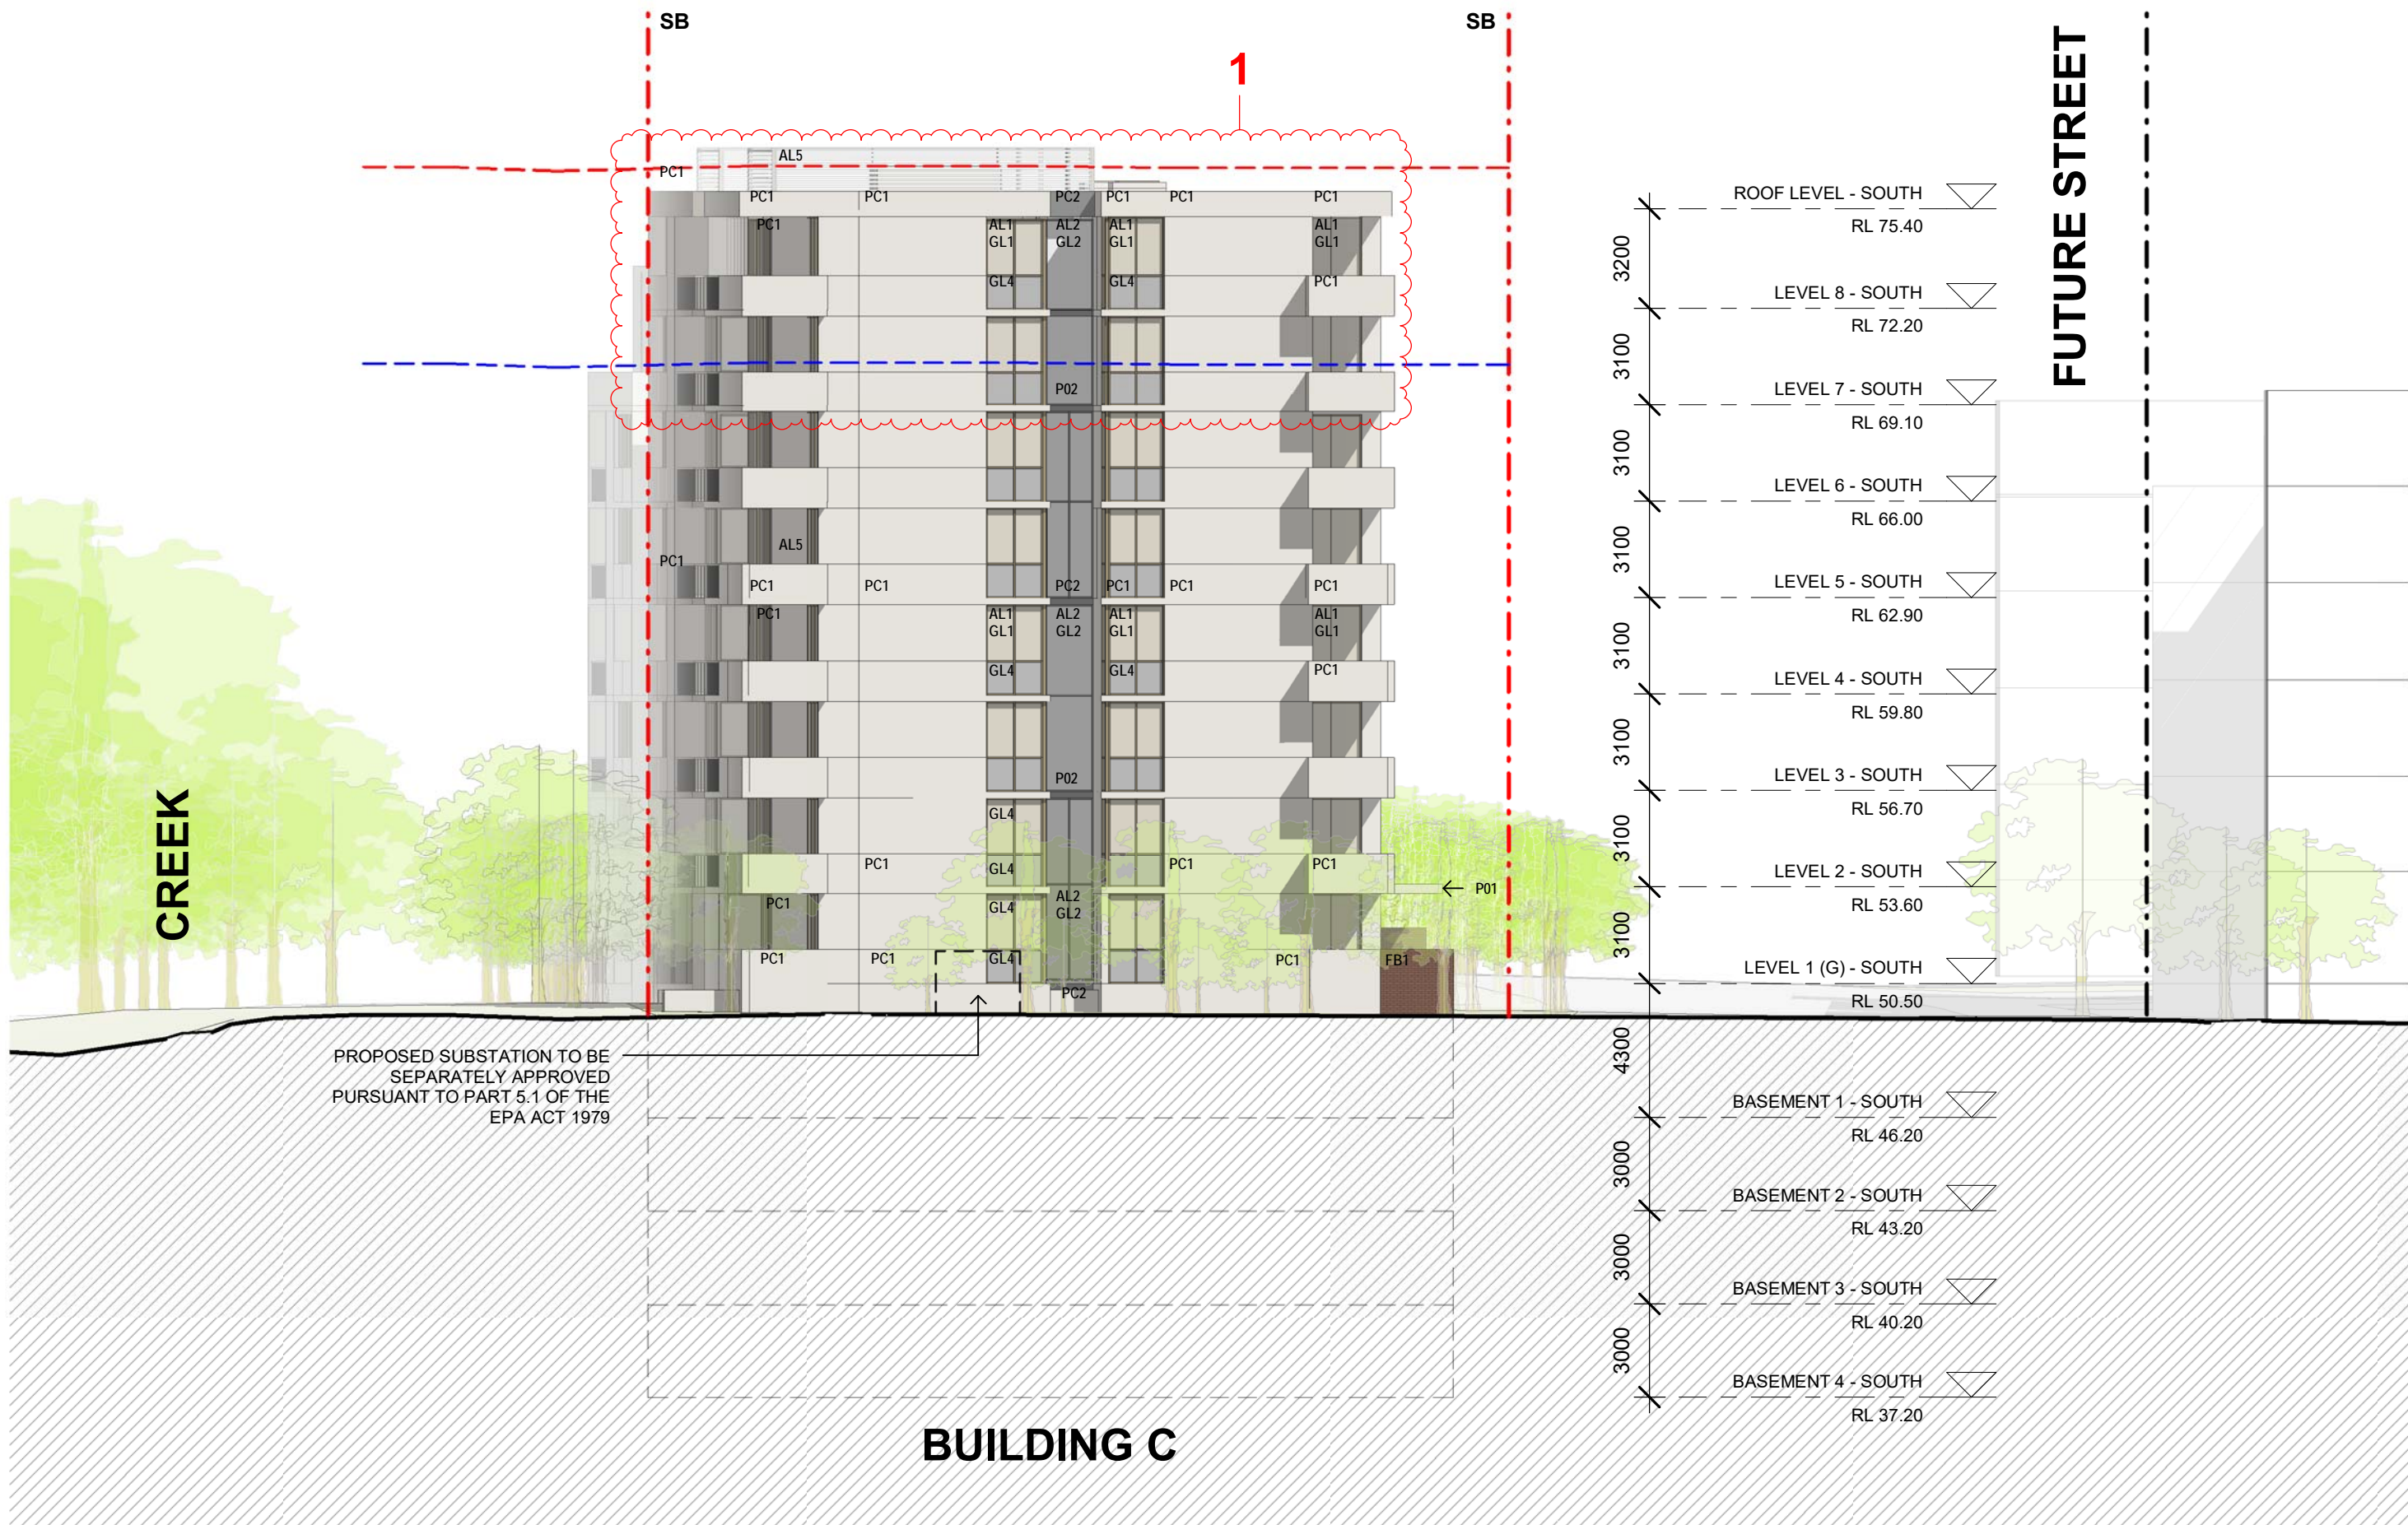 SB
SB
1
FUTURE STREET
AL5
PC1
PC1
PC1
PC2
PC1
PC1
PC1
PC1
AL1
GL1
AL2
GL2
AL1
GL1
AL1
GL1
GL4
GL4
PC1
P02
AL5
PC1
PC1
PC1
PC2
PC1
PC1
PC1
PC1
AL1
GL1
AL2
GL2
AL1
GL1
AL1
GL1
GL4
GL4
PC1
P02
GL4
PC1
GL4
PC1
PC1
P01
PC1
GL4
AL2
GL2
PC1
PC1
GL4
PC1
FB1
PC2
CREEK
ROOF LEVEL - SOUTH
RL 75.40
3200
LEVEL 8 - SOUTH
RL 72.20
3100
LEVEL 7 - SOUTH
RL 69.10
3100
LEVEL 6 - SOUTH
RL 66.00
3100
LEVEL 5 - SOUTH
RL 62.90
3100
LEVEL 4 - SOUTH
RL 59.80
3100
LEVEL 3 - SOUTH
RL 56.70
3100
LEVEL 2 - SOUTH
RL 53.60
3100
LEVEL 1 (G) - SOUTH
RL 50.50
4300
BASEMENT 1 - SOUTH
RL 46.20
3000
BASEMENT 2 - SOUTH
RL 43.20
3000
BASEMENT 3 - SOUTH
RL 40.20
3000
BASEMENT 4 - SOUTH
RL 37.20
PROPOSED SUBSTATION TO BE
SEPARATELY APPROVED
PURSUANT TO PART 5.1 OF THE
EPA ACT 1979
BUILDING C